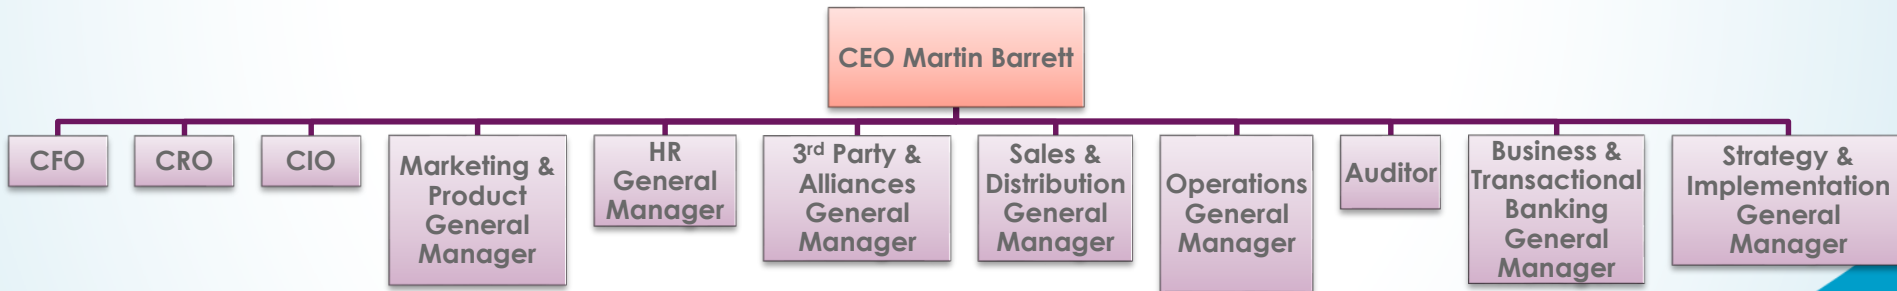 CEO Martin Barrett
CFO
CRO
CIO
Marketing &
Product
General
Manager
HR
General
Manager
3rd Party &
Alliances
General
Manager
Sales &
Distribution
General
Manager
Operations
General
Manager
Auditor
Business &
Transactional
Banking
General
Manager
Strategy &
Implementation
General
Manager